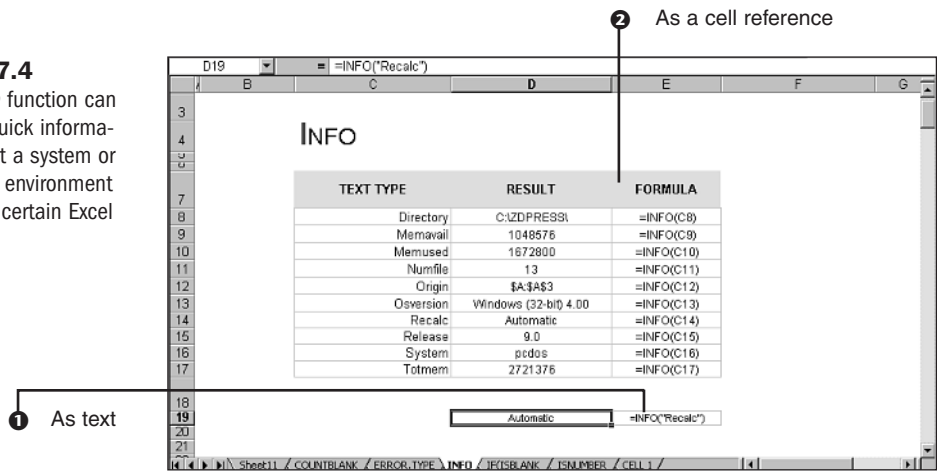 ❷ As a cell reference
7.4
function can
uick informa-
t a system or
environment
certain Excel
D19 = =INFO("Recalc")
B C D E F G
3
4 INFO
5
6
7 TEXT TYPE RESULT FORMULA
8 Directory C:\ZDPRESS\ =INFO(C8)
9 Memavail 1048576 =INFO(C9)
10 Memused 1672800 =INFO(C10)
11 Numfile 13 =INFO(C11)
12 Origin $A:$A$3 =INFO(C12)
13 Osversion Windows (32-bit) 4.00 =INFO(C13)
14 Recalc Automatic =INFO(C14)
15 Release 9.0 =INFO(C15)
16 System pcdos =INFO(C16)
17 Totmem 2721376 =INFO(C17)
18
❶ As text
19 Automatic =INFO("Recalc")
20
21
Sheet11 / COUNTBLANK / ERROR.TYPE \ INFO / IF(ISBLANK / ISNUMBER / CELL 1 /